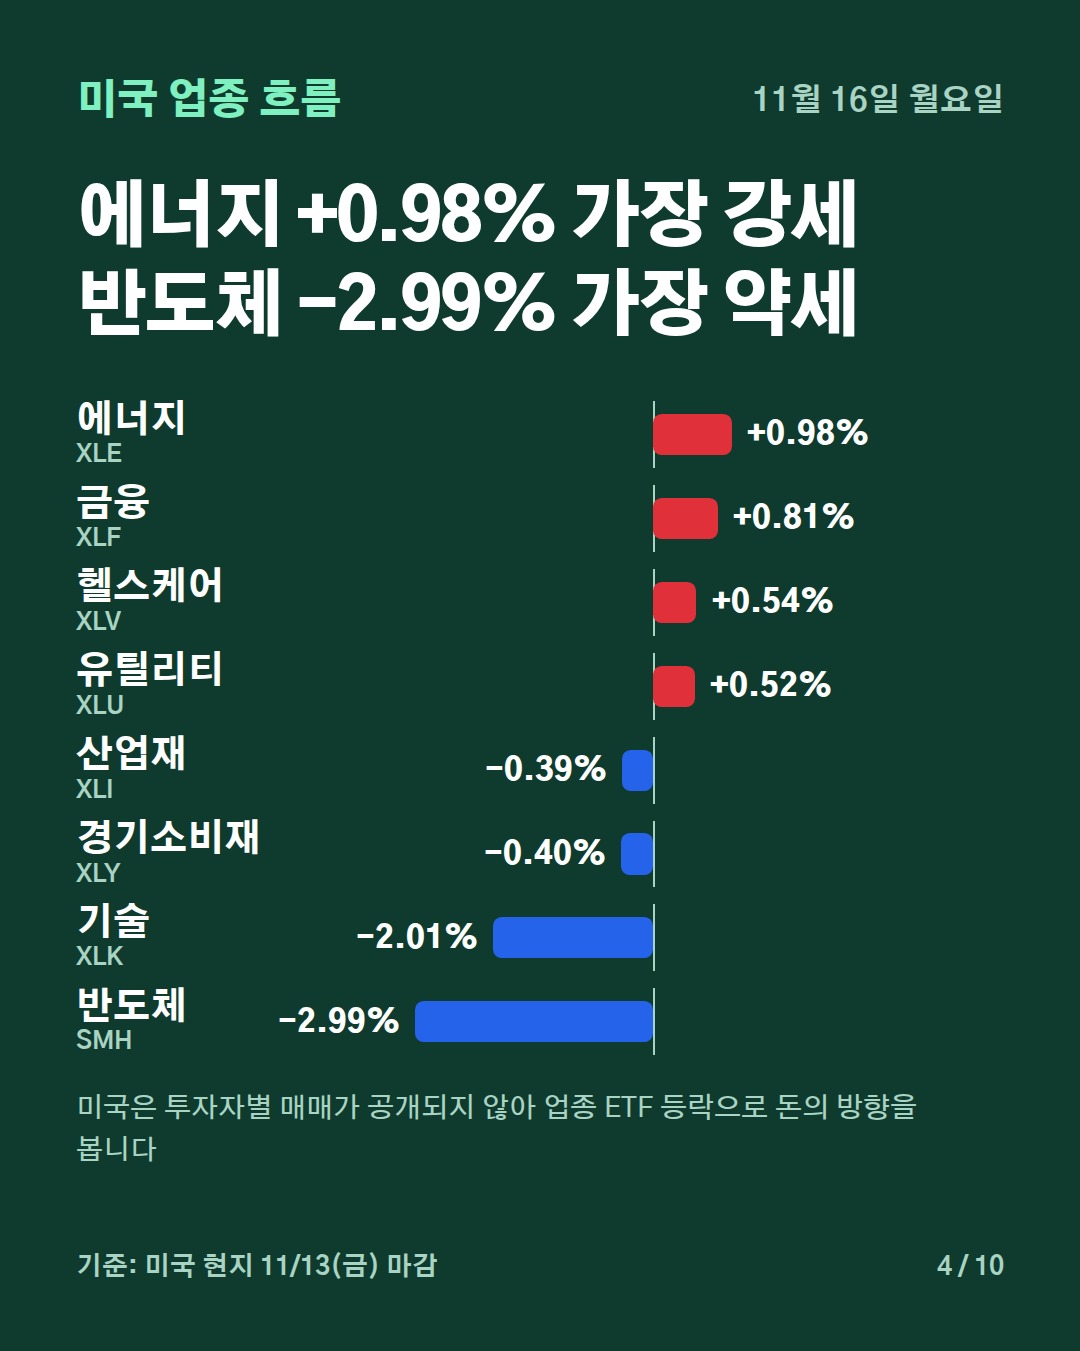 미국 업종 흐름
11월 16일 월요일
에너지 +0.98% 가장 강세
반도체 −2.99% 가장 약세
에너지
XLE
+0.98%
금융
XLF
+0.81%
헬스케어
XLV
+0.54%
유틸리티
XLU
+0.52%
산업재
XLI
−0.39%
경기소비재
XLY
−0.40%
기술
XLK
−2.01%
반도체
SMH
−2.99%
미국은 투자자별 매매가 공개되지 않아 업종 ETF 등락으로 돈의 방향을
봅니다
기준: 미국 현지 11/13(금) 마감
4 / 10